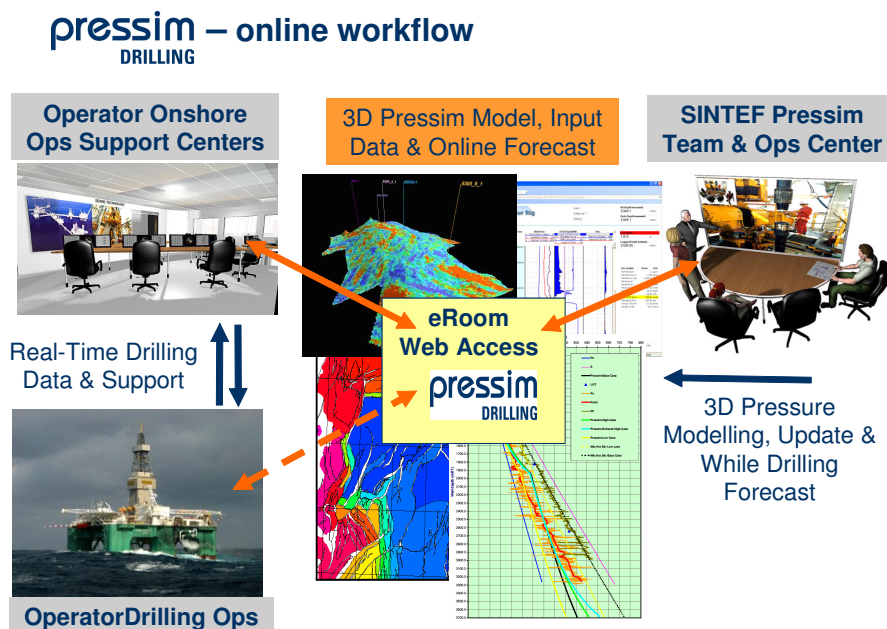 pressim – online workflow
DRILLING
Operator Onshore
Ops Support Centers
3D Pressim Model, Input
Data & Online Forecast
SINTEF Pressim
Team & Ops Center
eRoom
Web Access
pressim
DRILLING
Real-Time Drilling
Data & Support
3D Pressure
Modelling, Update &
While Drilling
Forecast
OperatorDrilling Ops